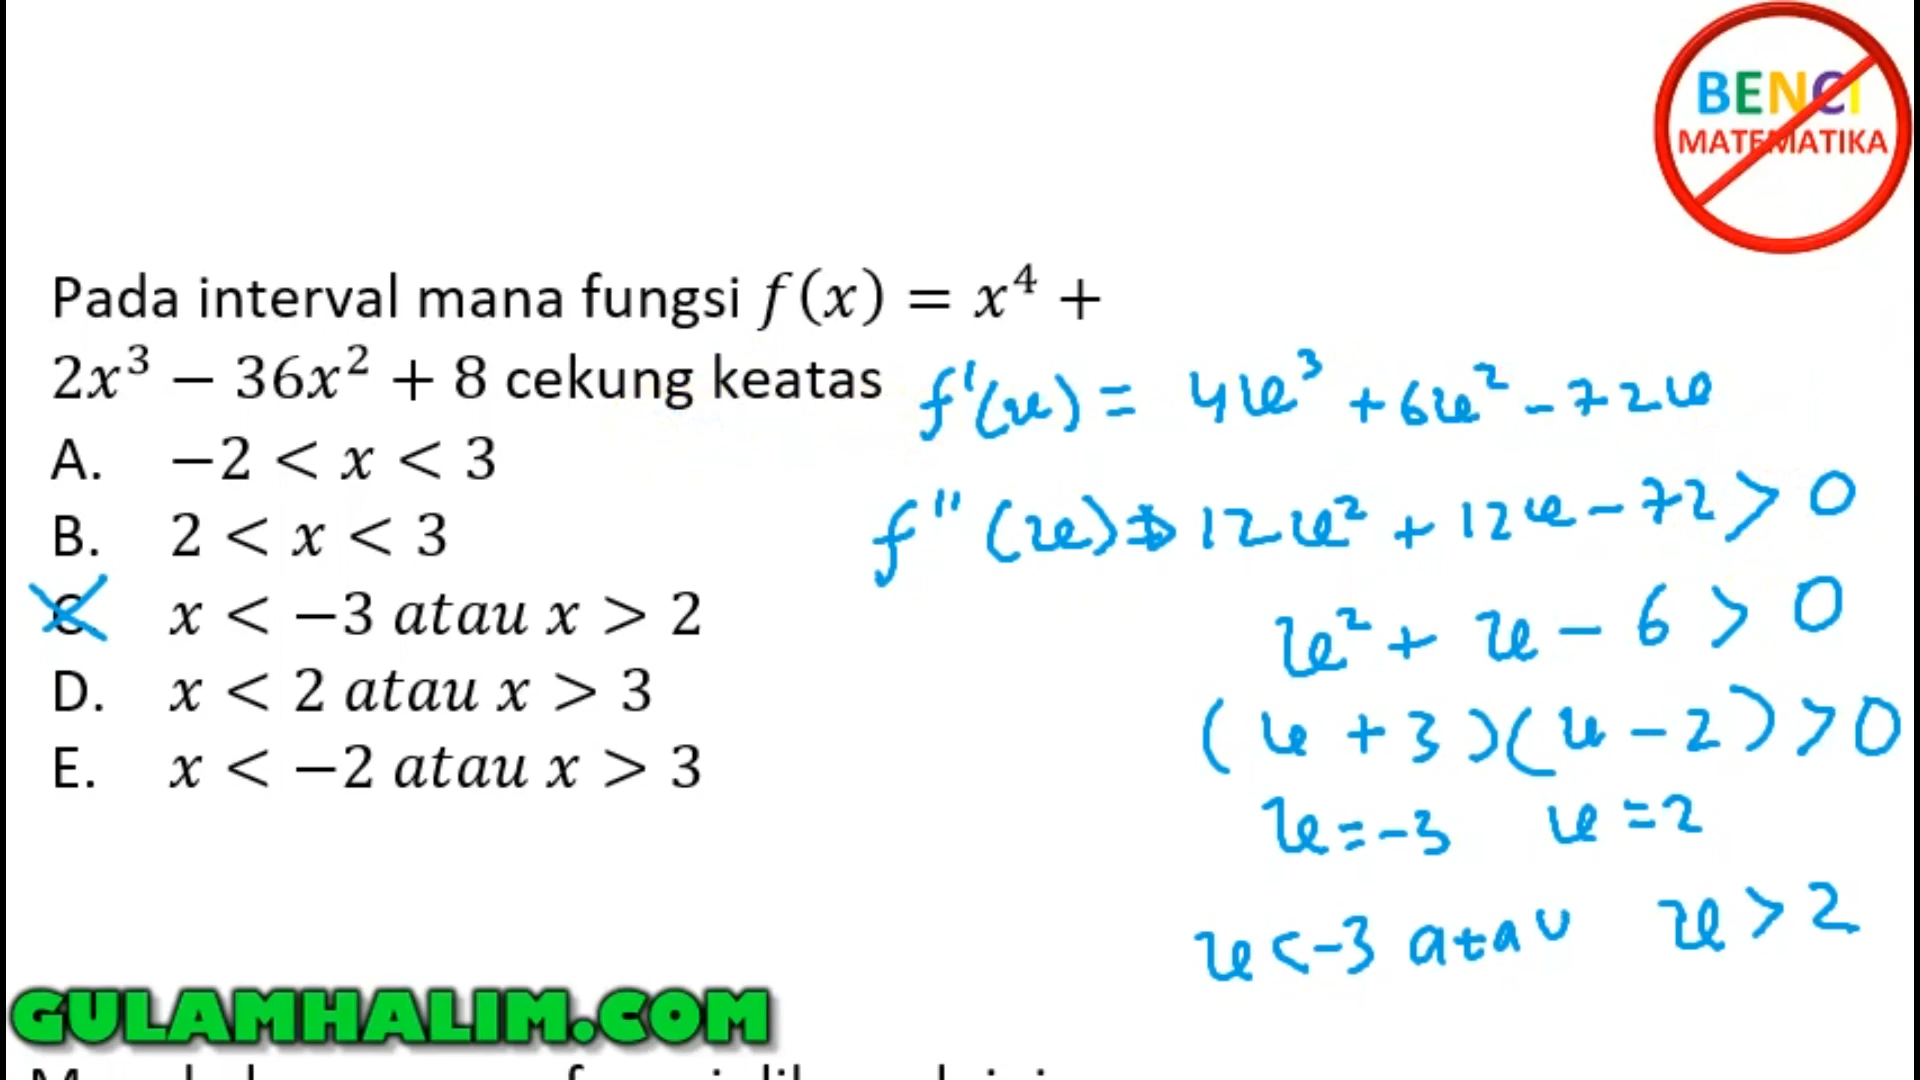 BENCI
MATEMATIKA
Pada interval mana fungsi f(x) = x⁴ +
2x³ − 36x² + 8 cekung keatas
A. −2 < x < 3
B. 2 < x < 3
C x < −3 atau x > 2
D. x < 2 atau x > 3
E. x < −2 atau x > 3
f'(x) = 4x³ + 6x² - 72x
f''(x) ⇒ 12x² + 12x - 72 > 0
x² + x - 6 > 0
(x + 3)(x - 2) > 0
x = -3 x = 2
x < -3 atau x > 2
GULAMHALIM.COM